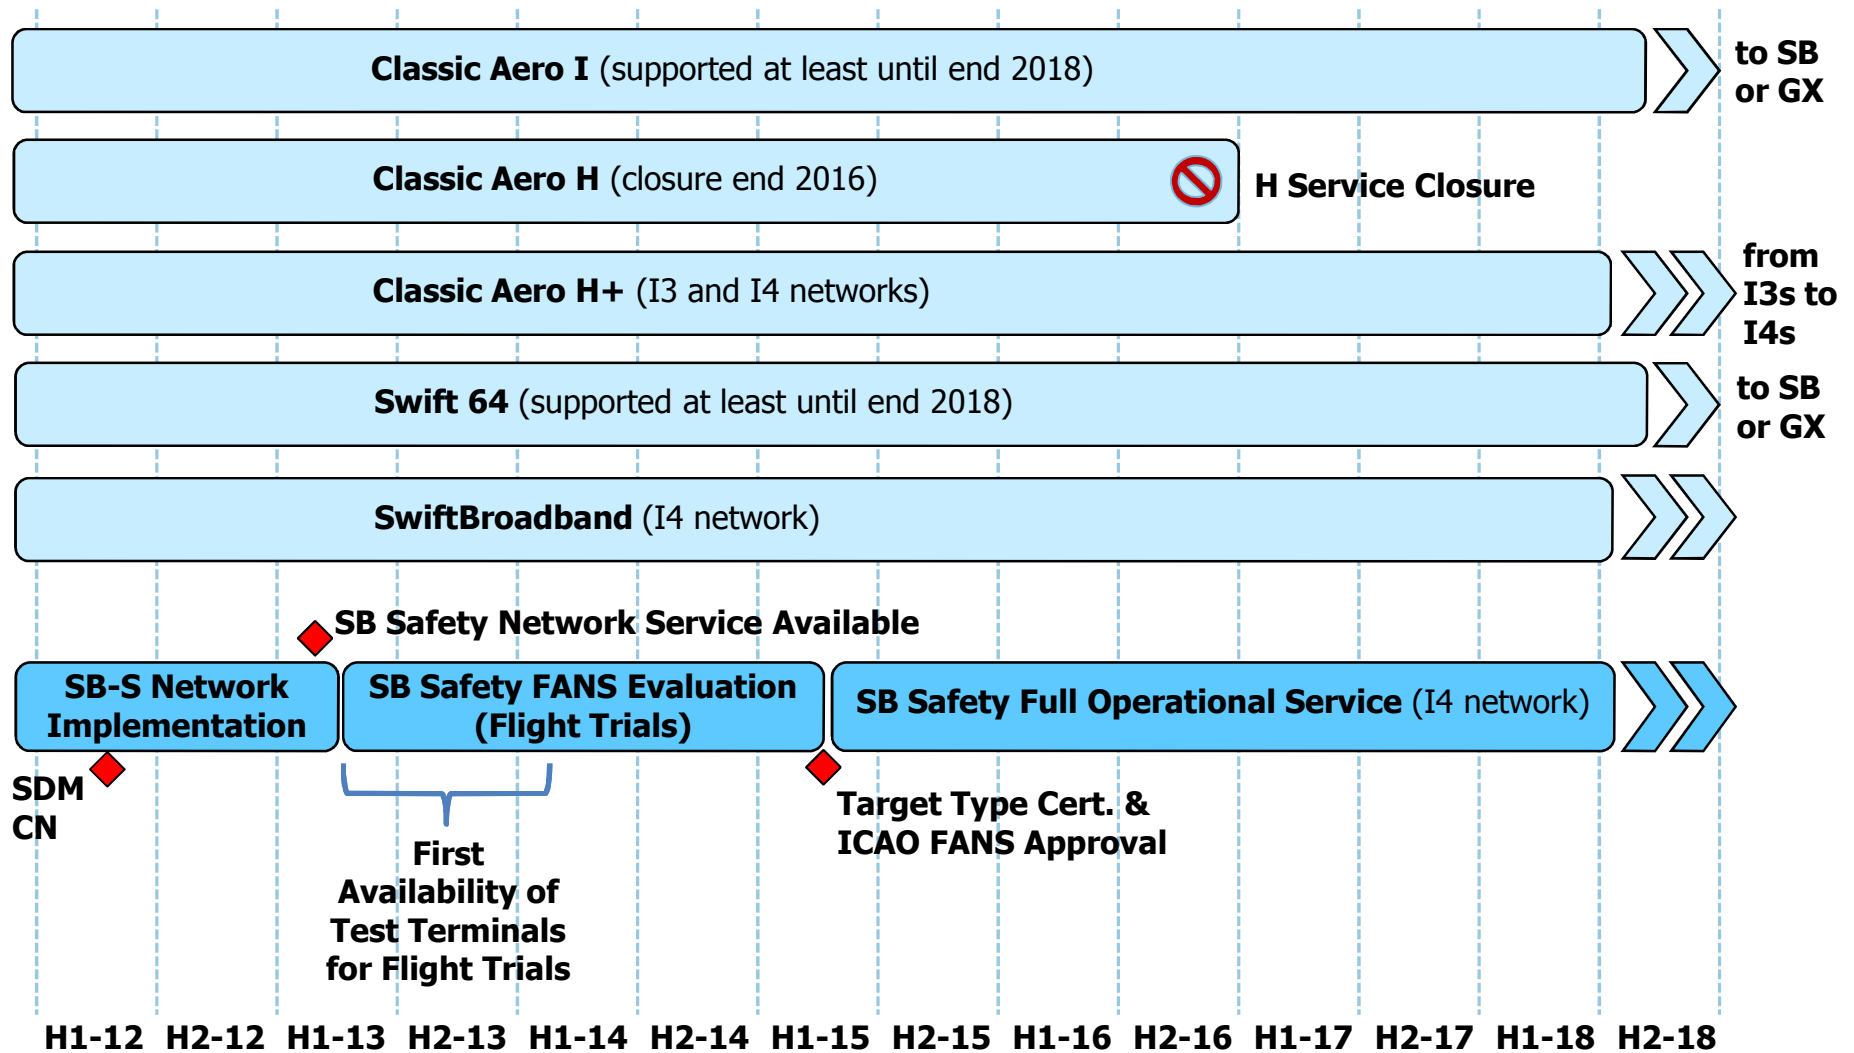 Classic Aero I (supported at least until end 2018)
to SB
or GX
Classic Aero H (closure end 2016)
H Service Closure
Classic Aero H+ (I3 and I4 networks)
from
I3s to
I4s
Swift 64 (supported at least until end 2018)
to SB
or GX
SwiftBroadband (I4 network)
SB Safety Network Service Available
SB-S Network
Implementation
SB Safety FANS Evaluation
(Flight Trials)
SB Safety Full Operational Service (I4 network)
SDM
CN
Target Type Cert. &
ICAO FANS Approval
First
Availability of
Test Terminals
for Flight Trials
H1-12 H2-12 H1-13 H2-13 H1-14 H2-14 H1-15 H2-15 H1-16 H2-16 H1-17 H2-17 H1-18 H2-18